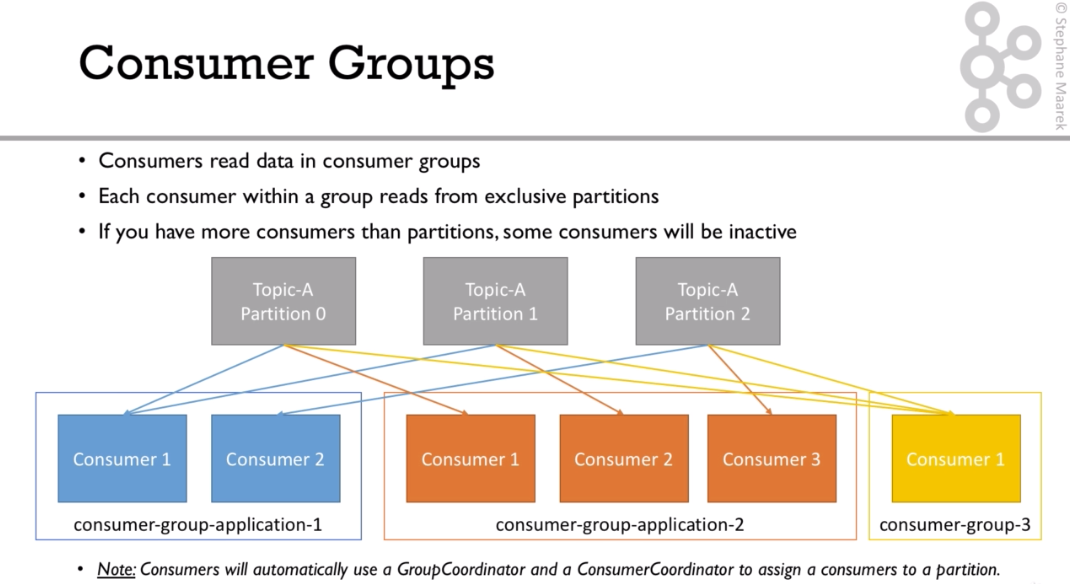 © Stephane Maarek
Consumer Groups
• Consumers read data in consumer groups
• Each consumer within a group reads from exclusive partitions
• If you have more consumers than partitions, some consumers will be inactive
Topic-A
Partition 0
Topic-A
Partition 1
Topic-A
Partition 2
Consumer 1
Consumer 2
consumer-group-application-1
Consumer 1
Consumer 2
Consumer 3
consumer-group-application-2
Consumer 1
consumer-group-3
• Note: Consumers will automatically use a GroupCoordinator and a ConsumerCoordinator to assign a consumers to a partition.